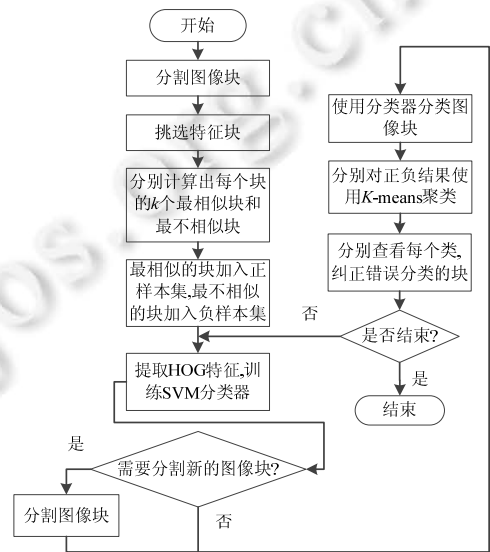 开始
分割图像块
挑选特征块
分别计算出每个块
的k个最相似块和
最不相似块
最相似的块加入正
样本集,最不相似
的块加入负样本集
提取HOG特征,训
练SVM分类器
需要分割新的图像块?
是
分割图像块
否
使用分类器分类图
像块
分别对正负结果使
用K-means聚类
分别查看每个类,
纠正错误分类的块
是否结束?
否
是
结束